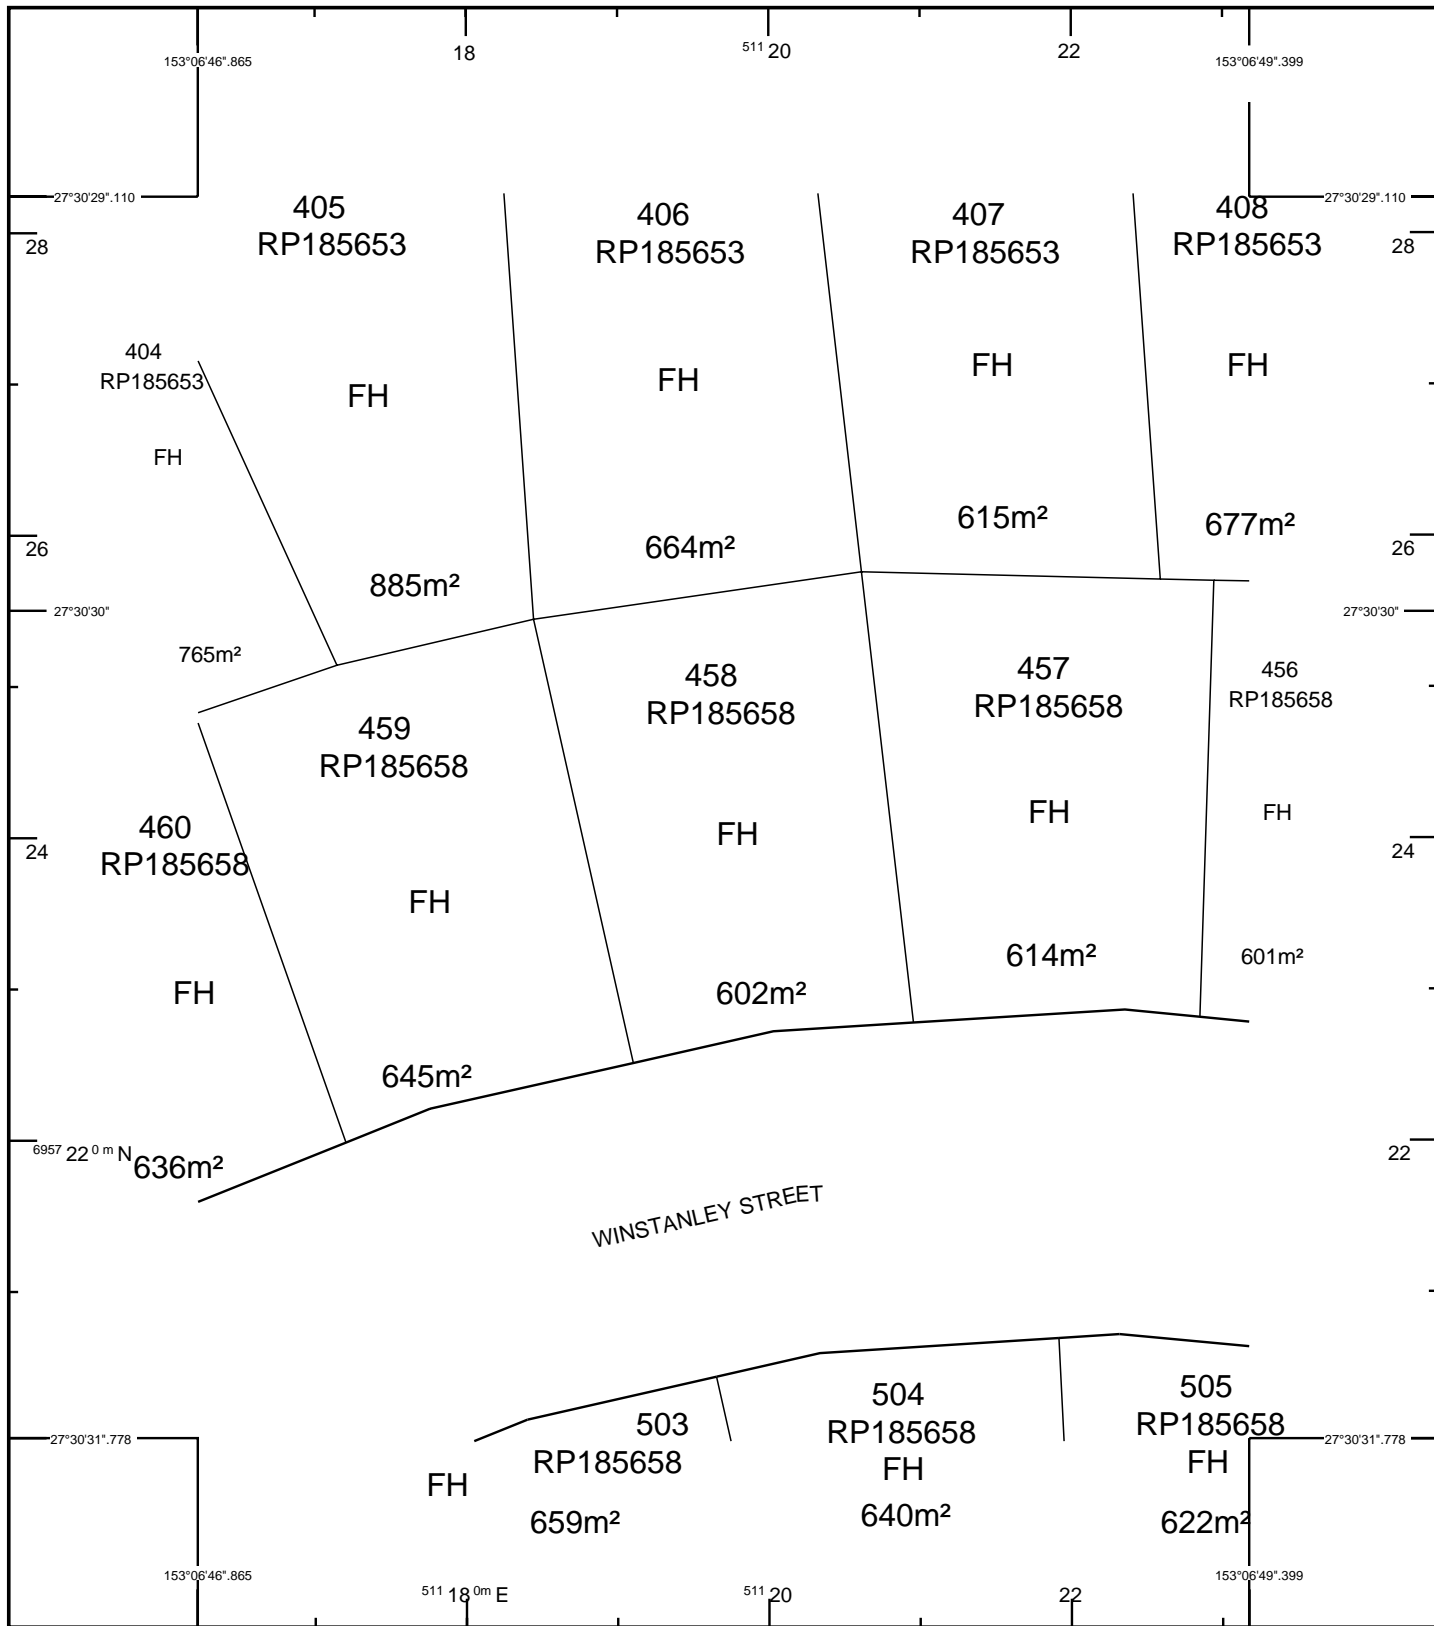 18
511 20
22
153°06'46".865
153°06'49".399
27°30'29".110
27°30'29".110
405
RP185653
406
RP185653
407
RP185653
408
RP185653
28
28
404
RP185653
FH
FH
FH
FH
FH
615m²
677m²
664m²
26
26
885m²
27°30'30"
27°30'30"
765m²
458
RP185658
457
RP185658
456
RP185658
459
RP185658
460
RP185658
FH
FH
FH
24
24
FH
FH
614m²
601m²
602m²
645m²
6957 22 0 m N
636m²
22
WINSTANLEY STREET
503
RP185658
504
RP185658
FH
505
RP185658
FH
27°30'31".778
27°30'31".778
FH
659m²
640m²
622m²
153°06'46".865
153°06'49".399
511 18 0m E
511 20
22